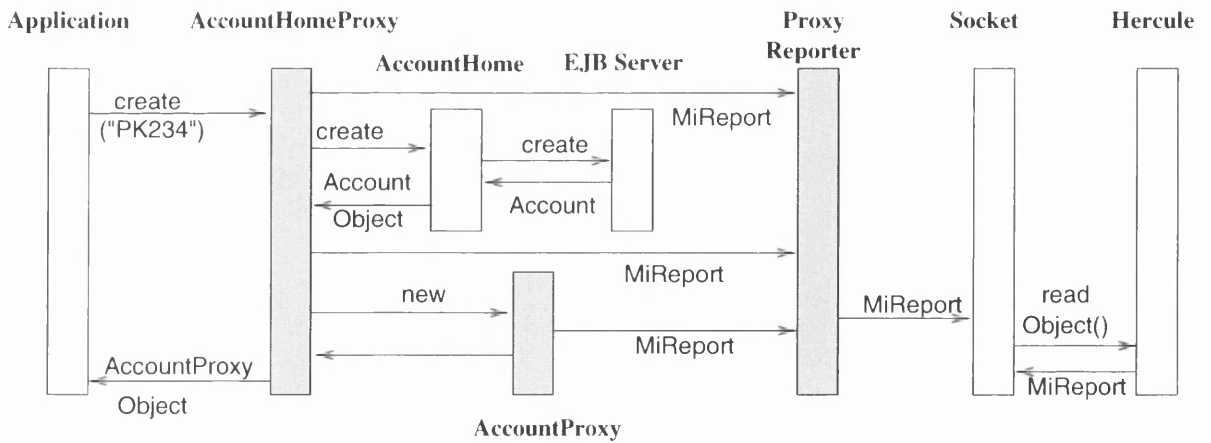 Application
AccountHomeProxy
Proxy
Reporter
Socket
Hercule
AccountHome
EJB Server
create
("PK234")
MiReport
create
create
Account
Object
Account
MiReport
new
MiReport
MiReport
read
Object()
MiReport
AccountProxy
Object
AccountProxy